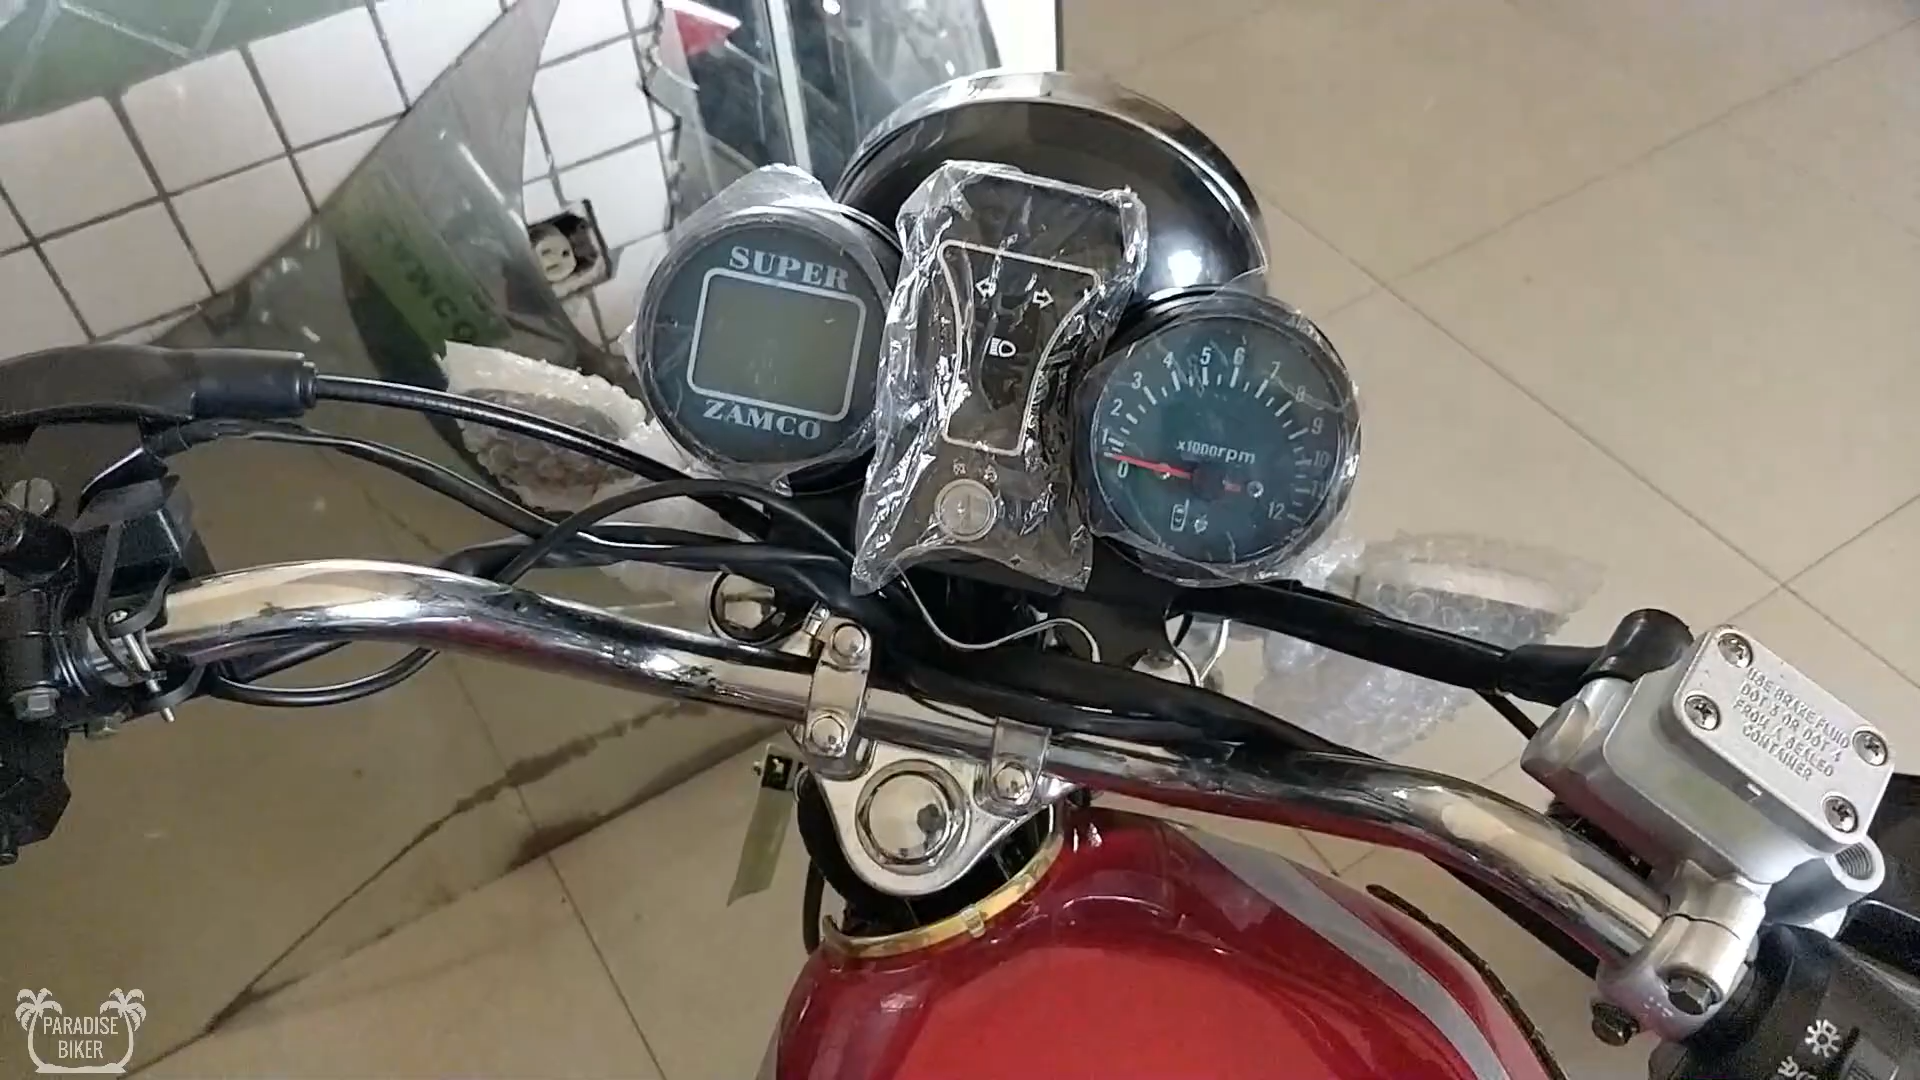 SUPER
ZAMCO
0
1
2
3
4
5
6
7
8
9
10
11
12
x1000rpm
USE BRAKE FLUID
DOT 3 OR DOT 4
FROM A SEALED
CONTAINER
PARADISE
BIKER